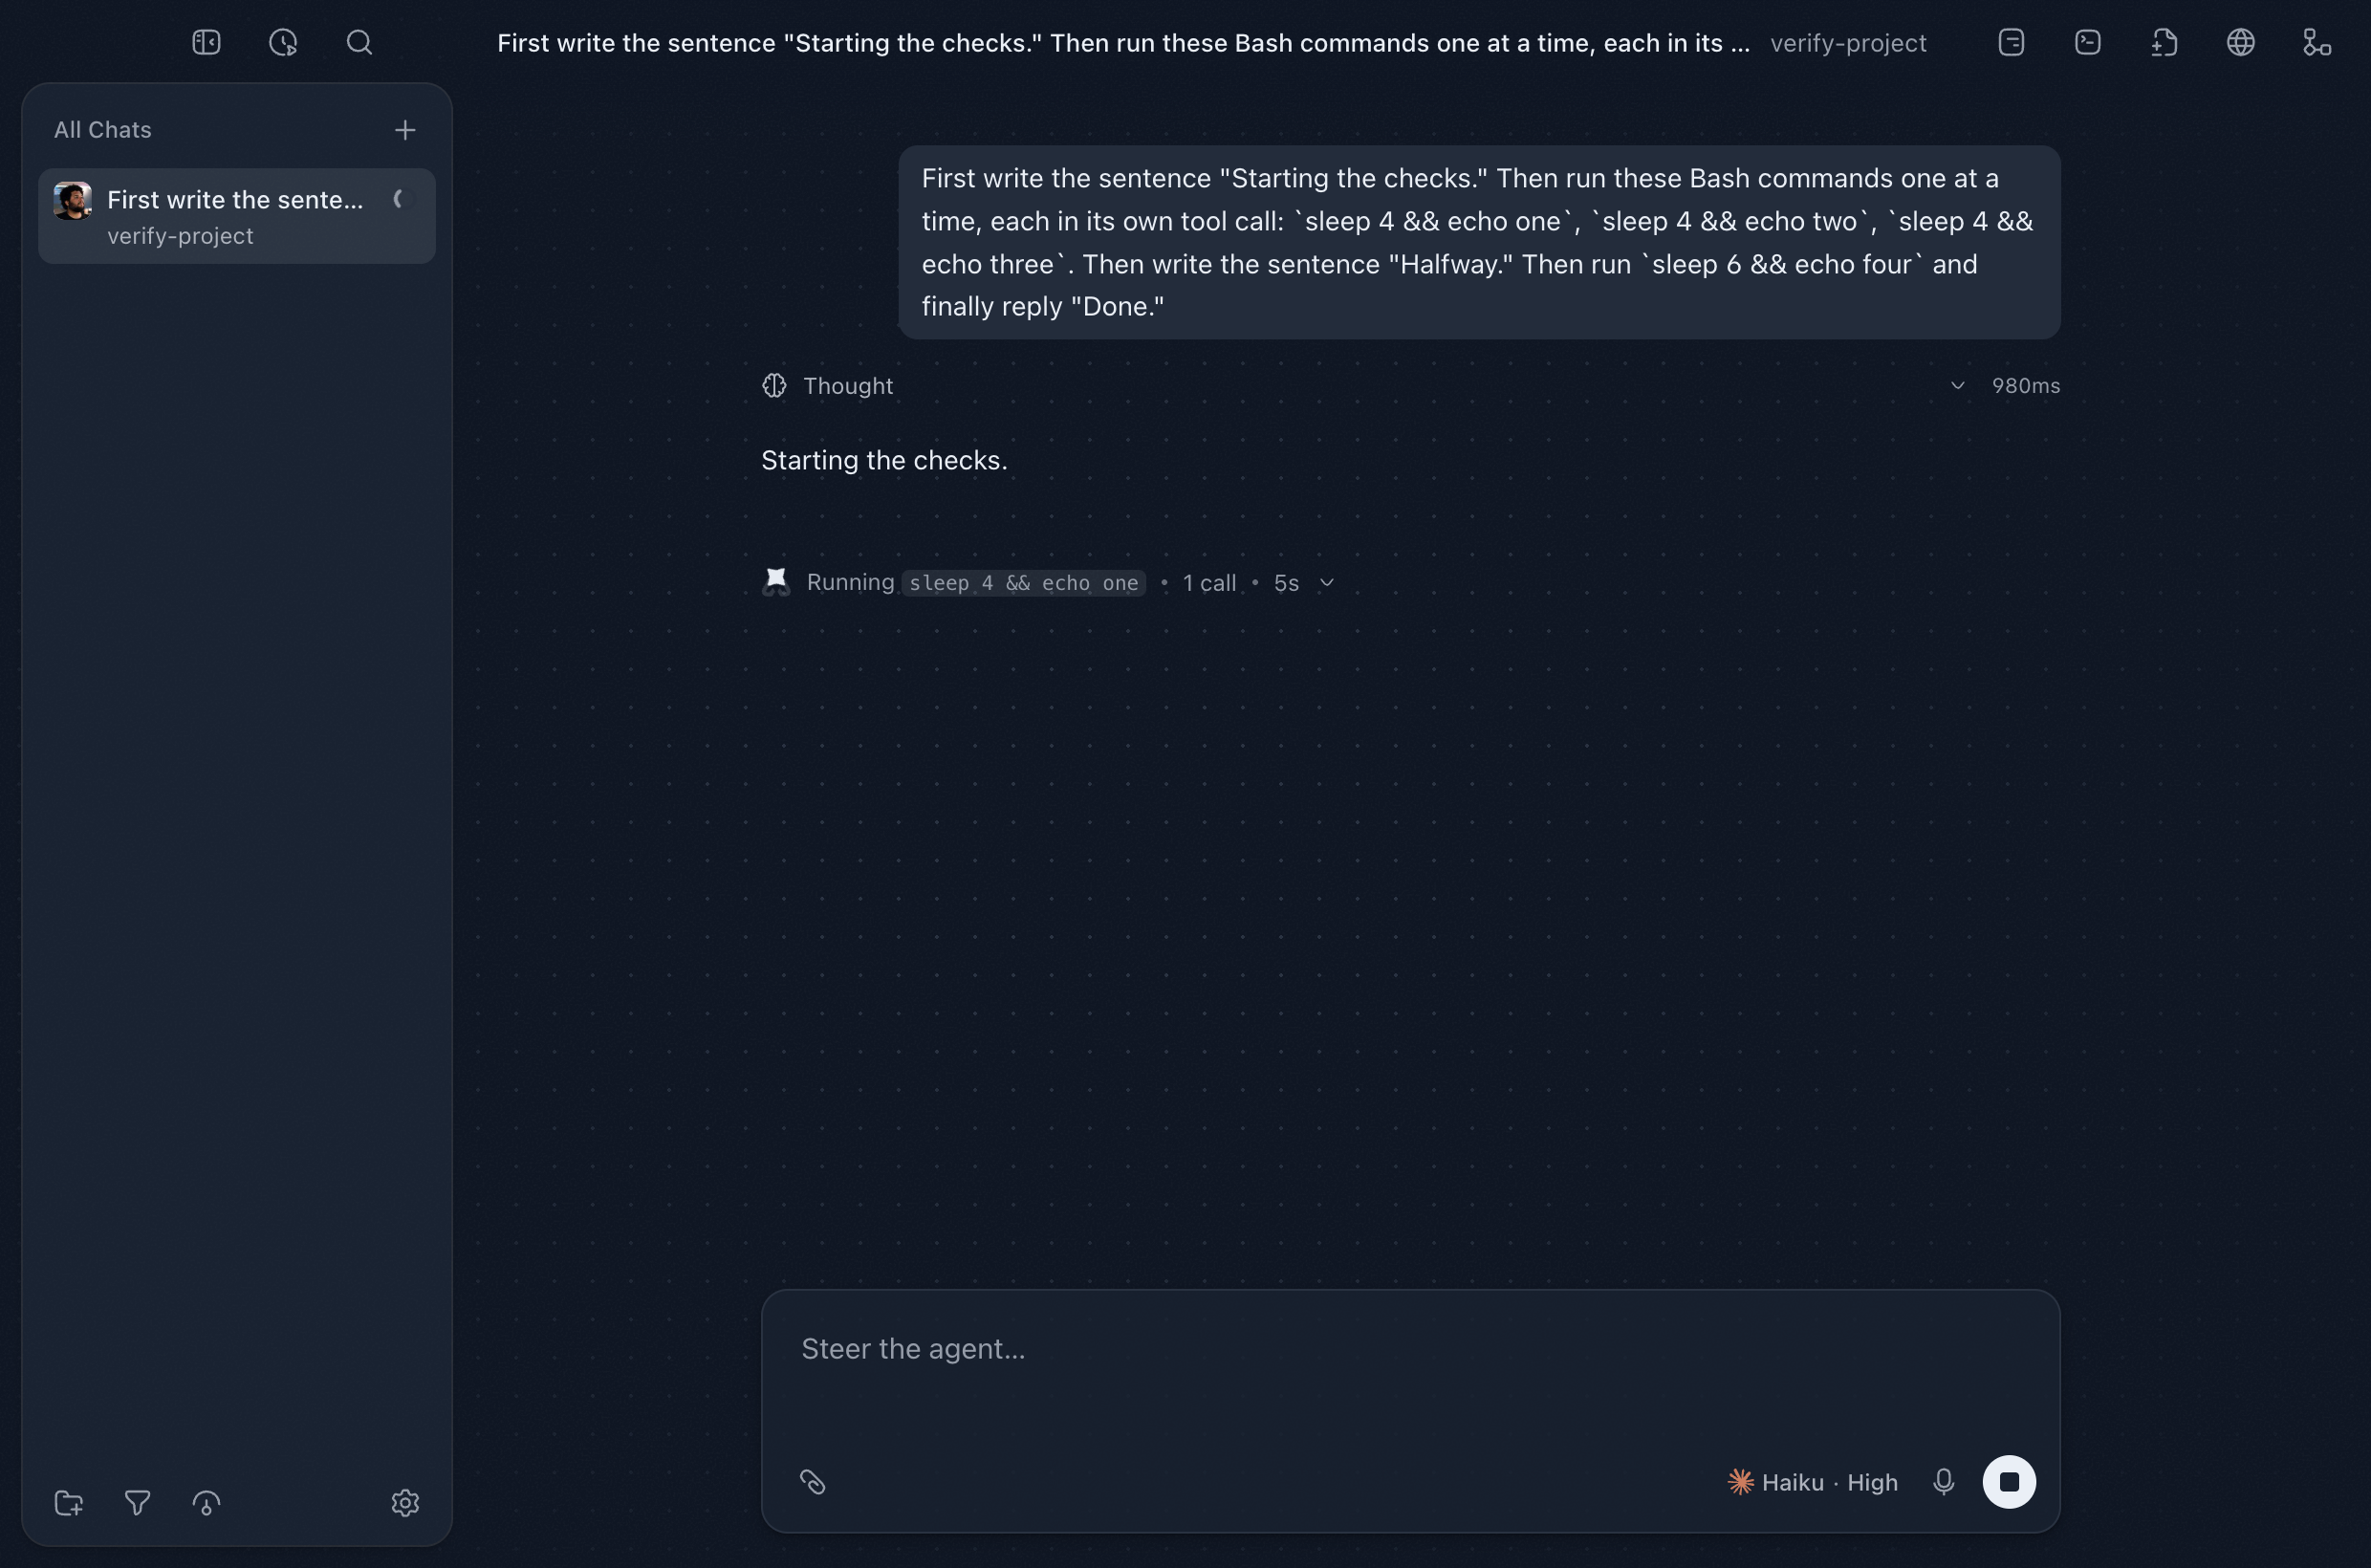 First write the sentence "Starting the checks." Then run these Bash commands one at a time, each in its ... verify-project
All Chats
First write the sente...
verify-project
First write the sentence "Starting the checks." Then run these Bash commands one at a
time, each in its own tool call: `sleep 4 && echo one`, `sleep 4 && echo two`, `sleep 4 &&
echo three`. Then write the sentence "Halfway." Then run `sleep 6 && echo four` and
finally reply "Done."
Thought 980ms
Starting the checks.
Running sleep 4 && echo one • 1 call • 5s
Steer the agent...
Haiku · High